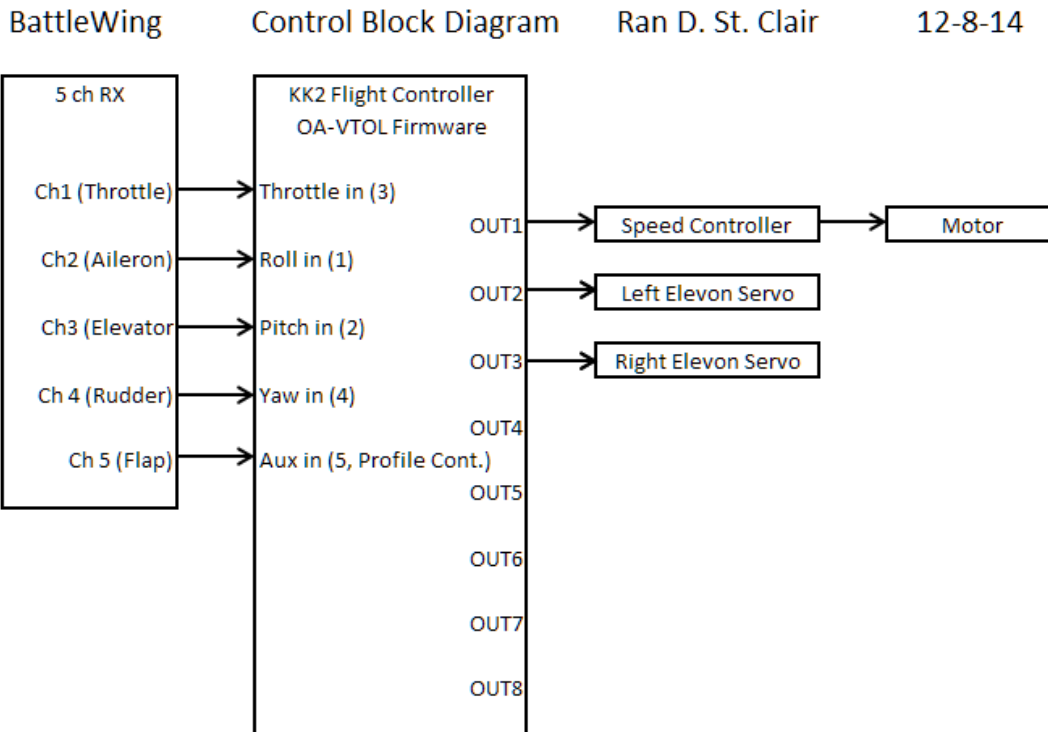 BattleWing Control Block Diagram Ran D. St. Clair 12-8-14
5 ch RX
KK2 Flight Controller
OA-VTOL Firmware
Ch1 (Throttle)
Throttle in (3)
OUT1
Speed Controller
Motor
Ch2 (Aileron)
Roll in (1)
OUT2
Left Elevon Servo
Ch3 (Elevator
Pitch in (2)
OUT3
Right Elevon Servo
Ch 4 (Rudder)
Yaw in (4)
OUT4
Ch 5 (Flap)
Aux in (5, Profile Cont.)
OUT5
OUT6
OUT7
OUT8